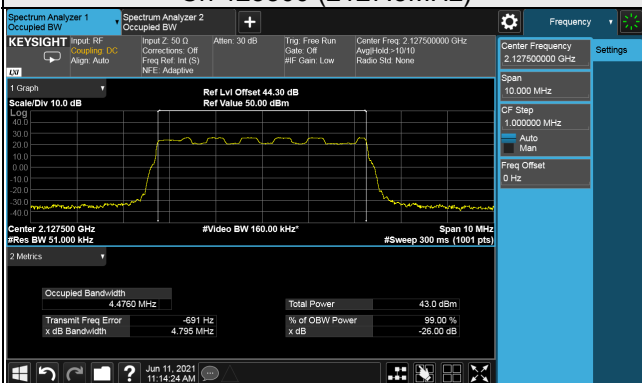 Spectrum Analyzer 1
Occupied BW
Spectrum Analyzer 2
Occupied BW
+
Frequency
KEYSIGHT
Input: RF
Coupling: DC
Align: Auto
Input Z: 50 Ω
Corrections: Off
Freq Ref: Int (S)
NFE: Adaptive
Atten: 30 dB
Trig: Free Run
Gate: Off
#IF Gain: Low
Center Freq: 2.127500000 GHz
Avg|Hold:>10/10
Radio Std: None
LXI
Center Frequency
2.127500000 GHz
Settings
Span
10.000 MHz
CF Step
1.000000 MHz
Auto
Man
Freq Offset
0 Hz
1 Graph
Scale/Div 10.0 dB
Ref Lvl Offset 44.30 dB
Ref Value 50.00 dBm
Log
40.0
30.0
20.0
10.0
0.00
-10.0
-20.0
-30.0
-40.0
Center 2.127500 GHz
#Res BW 51.000 kHz
#Video BW 160.00 kHz*
Span 10 MHz
#Sweep 300 ms (1001 pts)
2 Metrics
Occupied Bandwidth
4.4760 MHz
Total Power 43.0 dBm
Transmit Freq Error -691 Hz
% of OBW Power 99.00 %
x dB Bandwidth 4.795 MHz
x dB -26.00 dB
?
Jun 11, 2021
11:14:24 AM